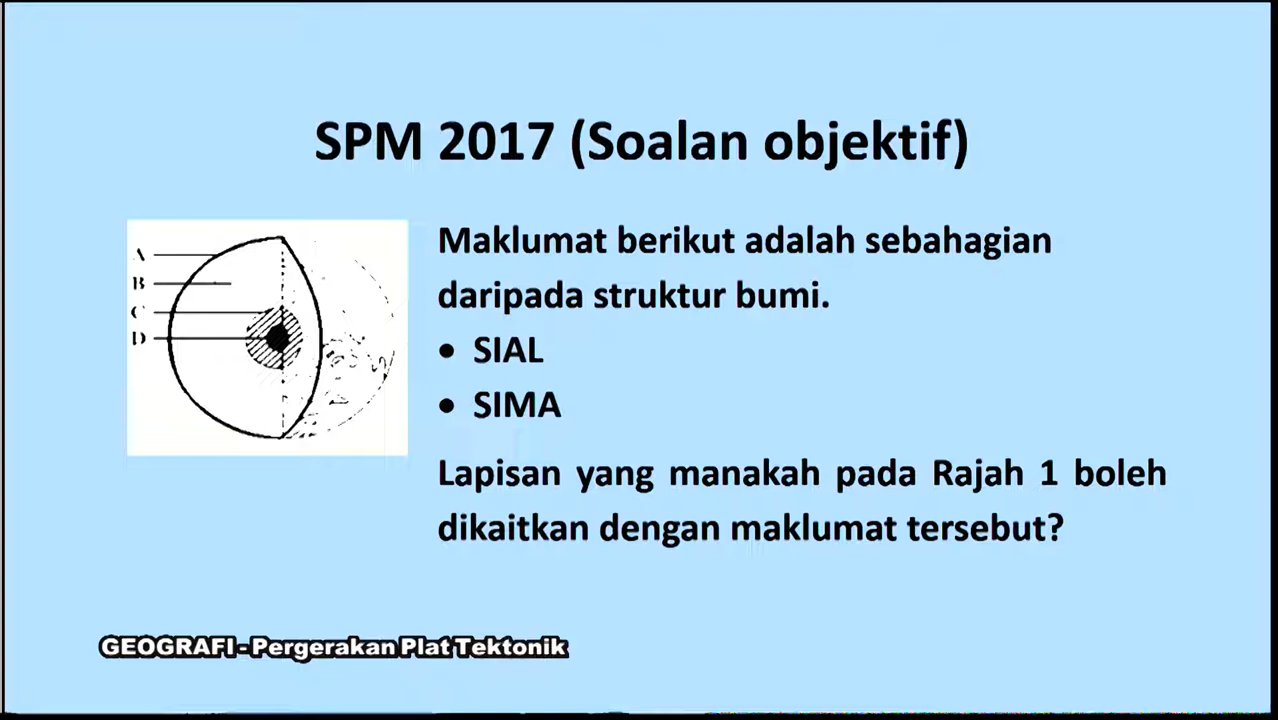 SPM 2017 (Soalan objektif)
A
B
C
D
Maklumat berikut adalah sebahagian
daripada struktur bumi.
• SIAL
• SIMA
Lapisan yang manakah pada Rajah 1 boleh
dikaitkan dengan maklumat tersebut?
GEOGRAFI - Pergerakan Plat Tektonik